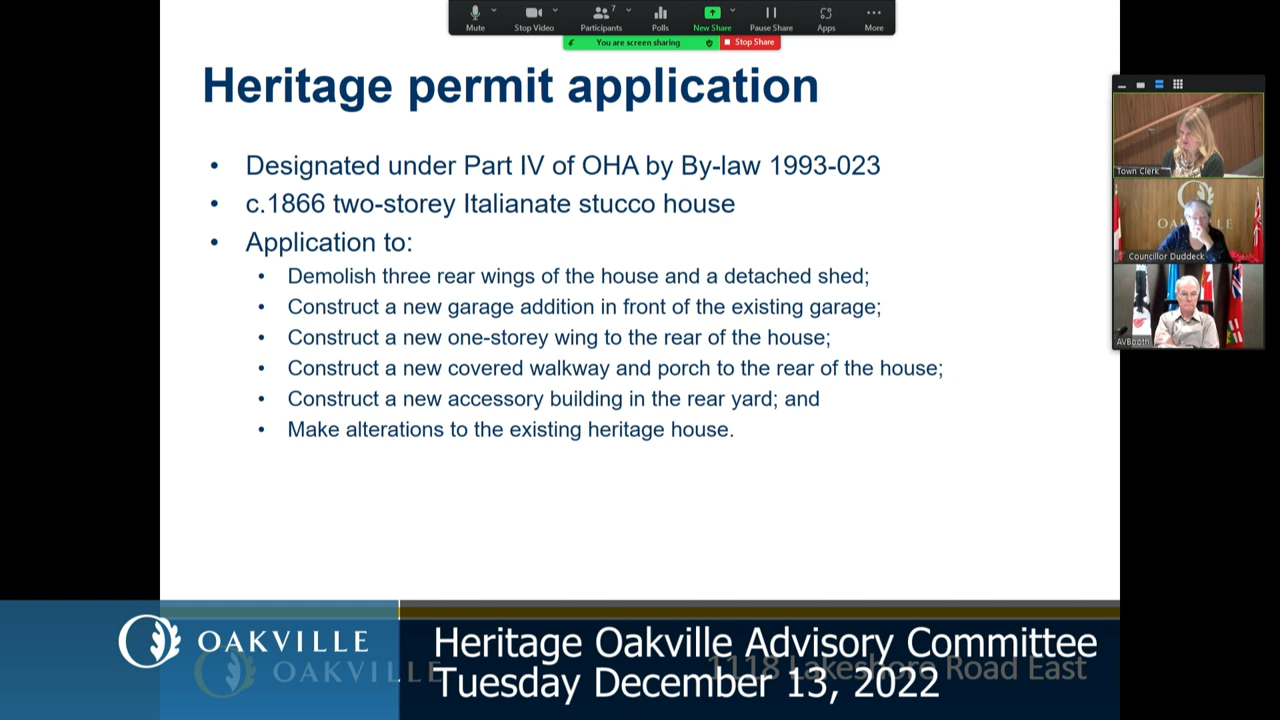 Mute
Stop Video
Participants
7
Polls
New Share
Pause Share
Apps
More
You are screen sharing
Stop Share
Heritage permit application
• Designated under Part IV of OHA by By-law 1993-023
• c.1866 two-storey Italianate stucco house
• Application to:
• Demolish three rear wings of the house and a detached shed;
• Construct a new garage addition in front of the existing garage;
• Construct a new one-storey wing to the rear of the house;
• Construct a new covered walkway and porch to the rear of the house;
• Construct a new accessory building in the rear yard; and
• Make alterations to the existing heritage house.
Town Clerk
OAKVILLE
Councillor Duddeck
AVBooth
OAKVILLE
OAKVILLE
Heritage Oakville Advisory Committee
1118 Lakeshore Road East
Tuesday December 13, 2022